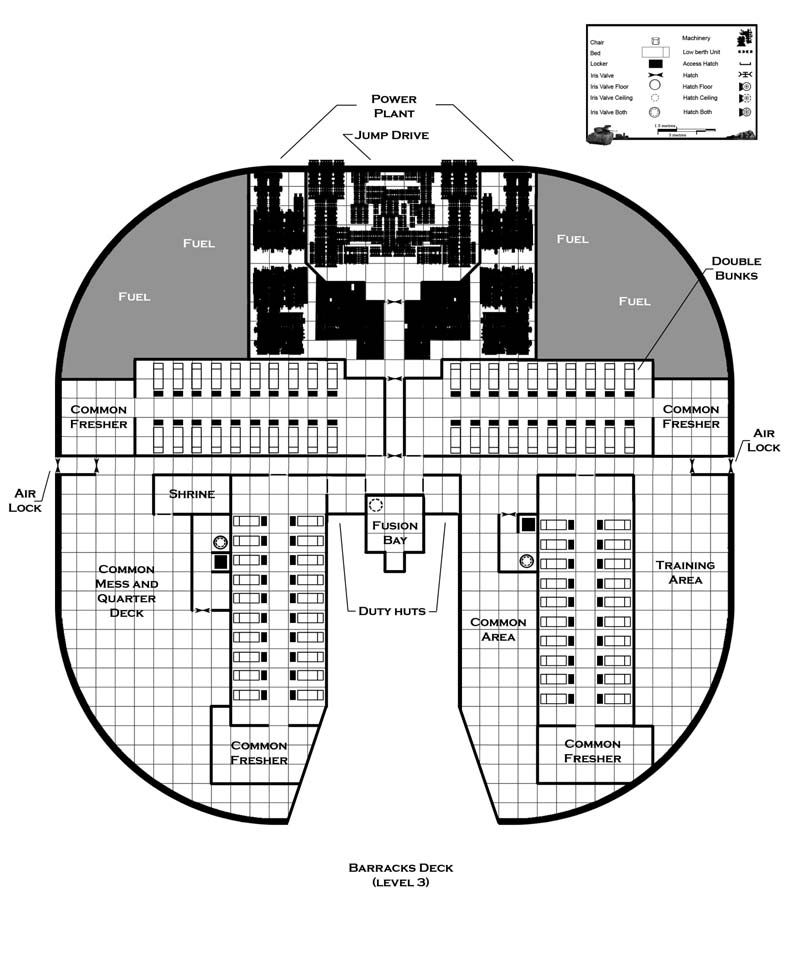 Chair
Bed
Locker
Iris Valve
Iris Valve Floor
Iris Valve Ceiling
Iris Valve Both
Machinery
Low berth Unit
Access Hatch
Hatch
Hatch Floor
Hatch Ceiling
Hatch Both
1.5 metres
3 metres
Power
Plant
Jump Drive
Fuel
Fuel
Fuel
Fuel
Double
Bunks
Common
Fresher
Common
Fresher
Air
Lock
Air
Lock
Shrine
Fusion
Bay
Common
Mess and
Quarter
Deck
Training
Area
Duty huts
Common
Area
Common
Fresher
Common
Fresher
Barracks Deck
(level 3)